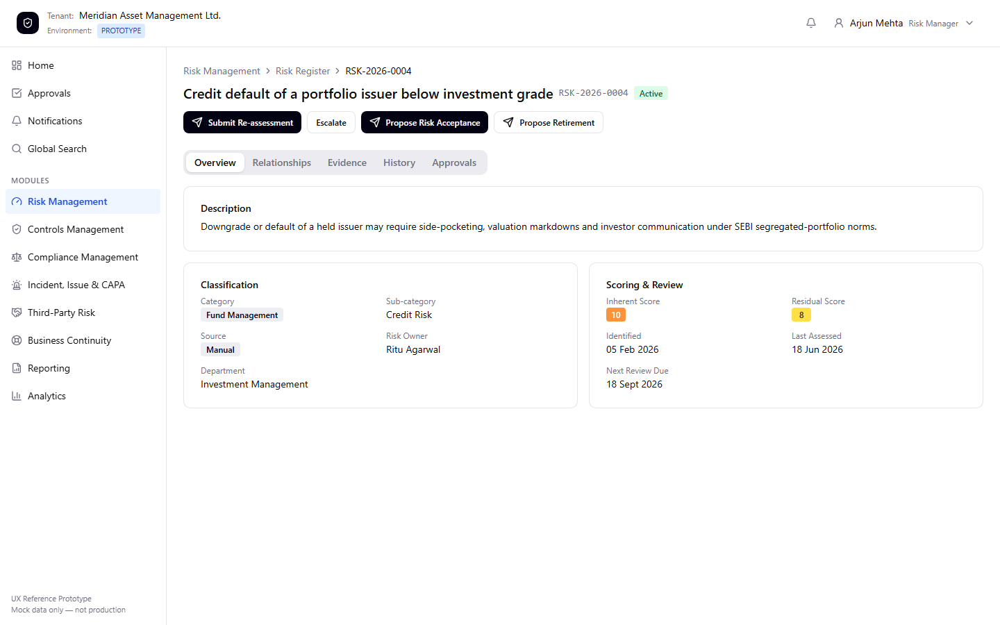 Tenant: Meridian Asset Management Ltd.
Environment: PROTOTYPE
Arjun Mehta Risk Manager
Home
Approvals
Notifications
Global Search
MODULES
Risk Management
Controls Management
Compliance Management
Incident, Issue & CAPA
Third-Party Risk
Business Continuity
Reporting
Analytics
UX Reference Prototype
Mock data only — not production
Risk Management > Risk Register > RSK-2026-0004
Credit default of a portfolio issuer below investment grade RSK-2026-0004 Active
Submit Re-assessment Escalate Propose Risk Acceptance Propose Retirement
Overview Relationships Evidence History Approvals
Description
Downgrade or default of a held issuer may require side-pocketing, valuation markdowns and investor communication under SEBI segregated-portfolio norms.
Classification
Category Sub-category
Fund Management Credit Risk
Source Risk Owner
Manual Ritu Agarwal
Department
Investment Management
Scoring & Review
Inherent Score Residual Score
10 8
Identified Last Assessed
05 Feb 2026 18 Jun 2026
Next Review Due
18 Sept 2026